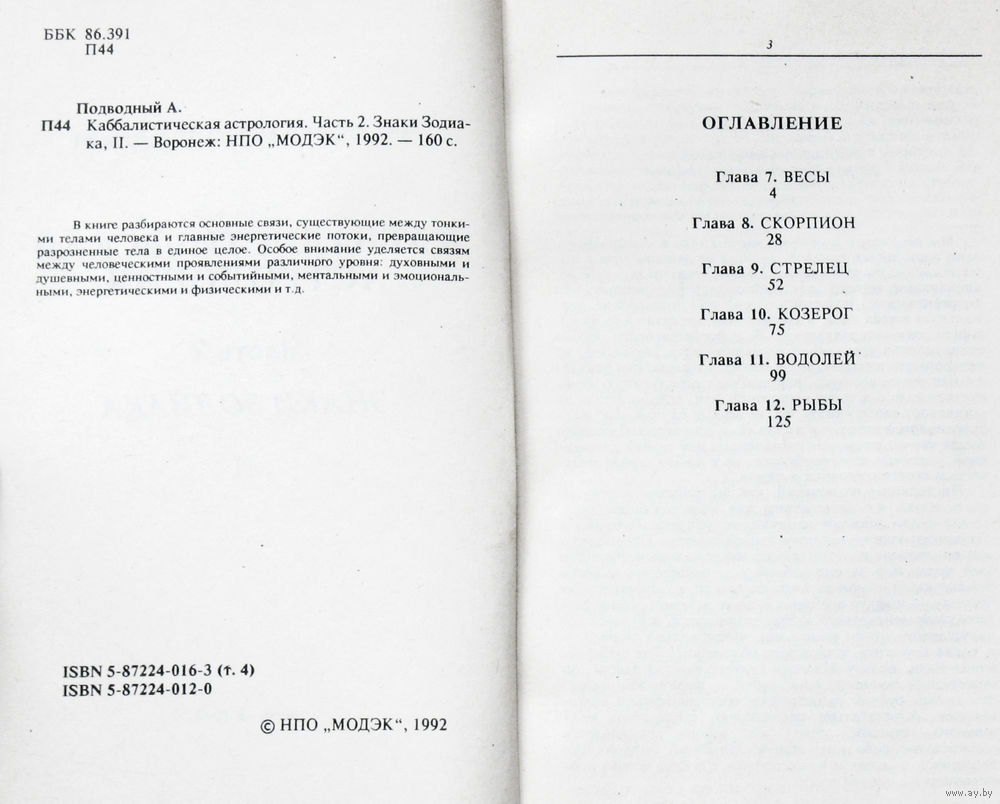 ББК 86.391
П44
Подводный А.
П44 Каббалистическая астрология. Часть 2. Знаки Зодиа-
ка, II. — Воронеж: НПО „МОДЭК“, 1992. — 160 с.
В книге разбираются основные связи, существующие между тонки-
ми телами человека и главные энергетические потоки, превращающие
разрозненные тела в единое целое. Особое внимание уделяется связям
между человеческими проявлениями различного уровня: духовными и
душевными, ценностными и событийными, ментальными и эмоциональ-
ными, энергетическими и физическими и т.д.
ISBN 5-87224-016-3 (т. 4)
ISBN 5-87224-012-0
© НПО „МОДЭК“, 1992
3
ОГЛАВЛЕНИЕ
Глава 7. ВЕСЫ
4
Глава 8. СКОРПИОН
28
Глава 9. СТРЕЛЕЦ
52
Глава 10. КОЗЕРОГ
75
Глава 11. ВОДОЛЕЙ
99
Глава 12. РЫБЫ
125
www.ay.by